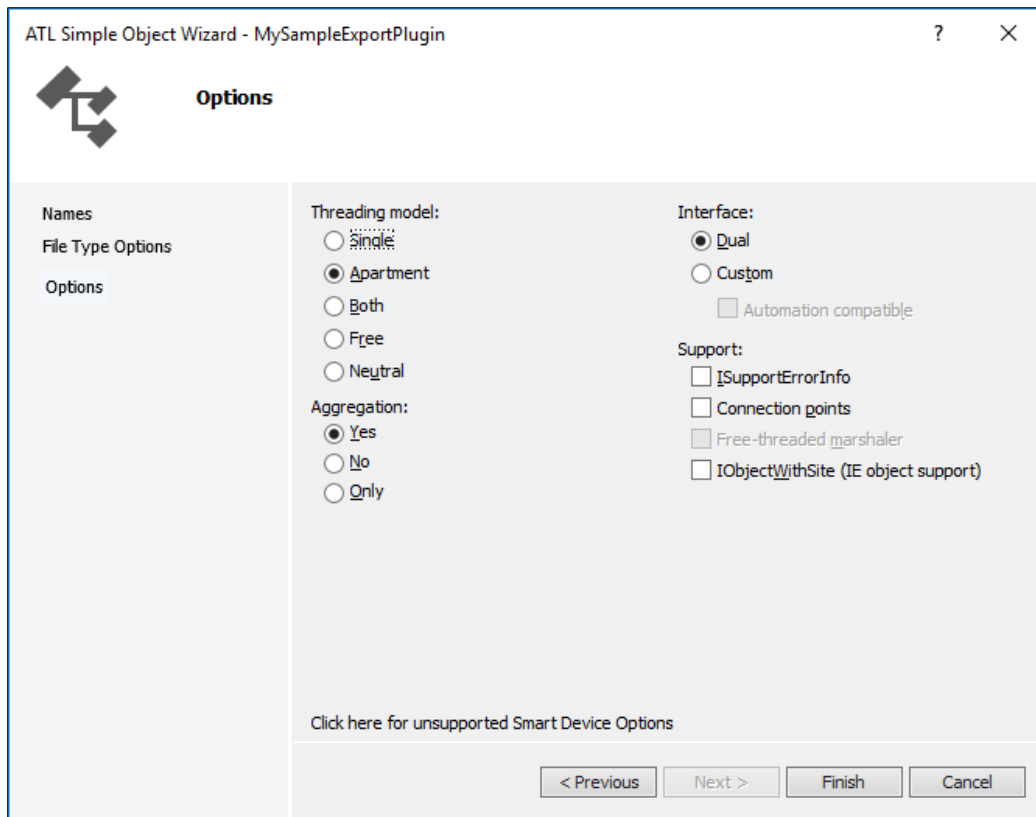 ATL Simple Object Wizard - MySampleExportPlugin
?
Options
Names
File Type Options
Options
Threading model:
Single
Apartment
Both
Free
Neutral
Aggregation:
Yes
No
Only
Interface:
Dual
Custom
Automation compatible
Support:
ISupportErrorInfo
Connection points
Free-threaded marshaler
IObjectWithSite (IE object support)
Click here for unsupported Smart Device Options
< Previous
Next >
Finish
Cancel